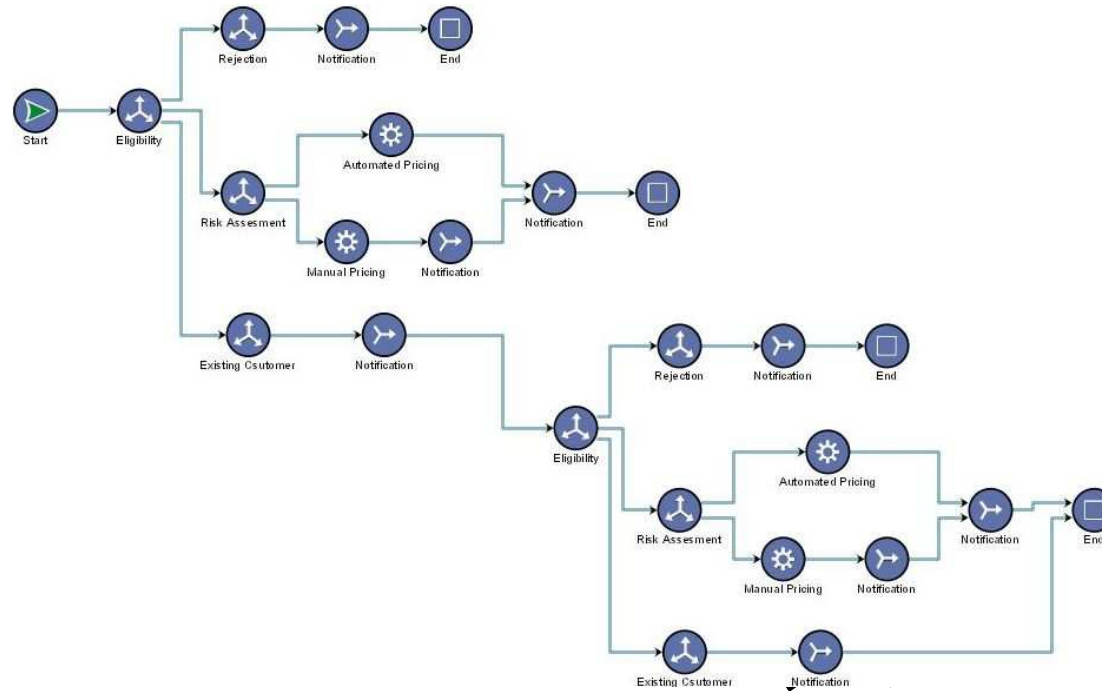 Rejection
Notification
End
Start
Eligibility
Automated Pricing
Risk Assesment
Notification
End
Manual Pricing
Notification
Existing Csutomer
Notification
Rejection
Notification
End
Eligibility
Automated Pricing
Risk Assesment
Notification
End
Manual Pricing
Notification
Existing Csutomer
Notification